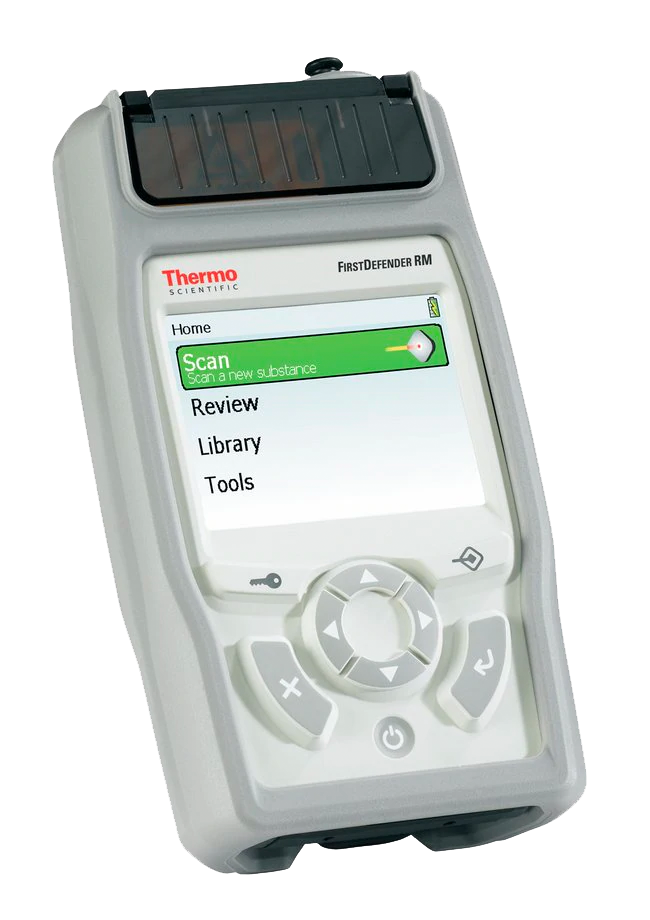 Thermo
SCIENTIFIC
FIRSTDEFENDER RM
Home
Scan
Scan a new substance
Review
Library
Tools